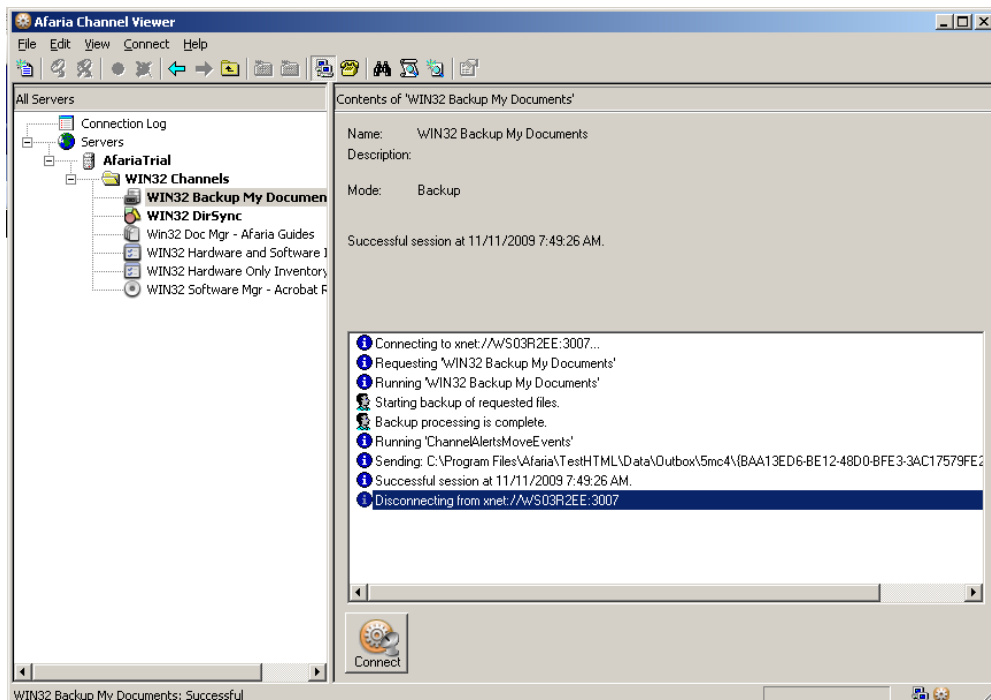 Afaria Channel Viewer
File Edit View Connect Help
All Servers
Connection Log
Servers
AfariaTrial
WIN32 Channels
WIN32 Backup My Documen
WIN32 DirSync
Win32 Doc Mgr - Afaria Guides
WIN32 Hardware and Software I
WIN32 Hardware Only Inventory
WIN32 Software Mgr - Acrobat R
Contents of 'WIN32 Backup My Documents'
Name: WIN32 Backup My Documents
Description:
Mode: Backup
Successful session at 11/11/2009 7:49:26 AM.
Connecting to xnet://WS03R2EE:3007...
Requesting 'WIN32 Backup My Documents'
Running 'WIN32 Backup My Documents'
Starting backup of requested files.
Backup processing is complete.
Running 'ChannelAlertsMoveEvents'
Sending: C:\Program Files\Afaria\TestHTML\Data\Outbox\5mc4\{BAA13ED6-BE12-48D0-BFE3-3AC17579FE2
Successful session at 11/11/2009 7:49:26 AM.
Disconnecting from xnet://WS03R2EE:3007
Connect
WIN32 Backup My Documents: Successful